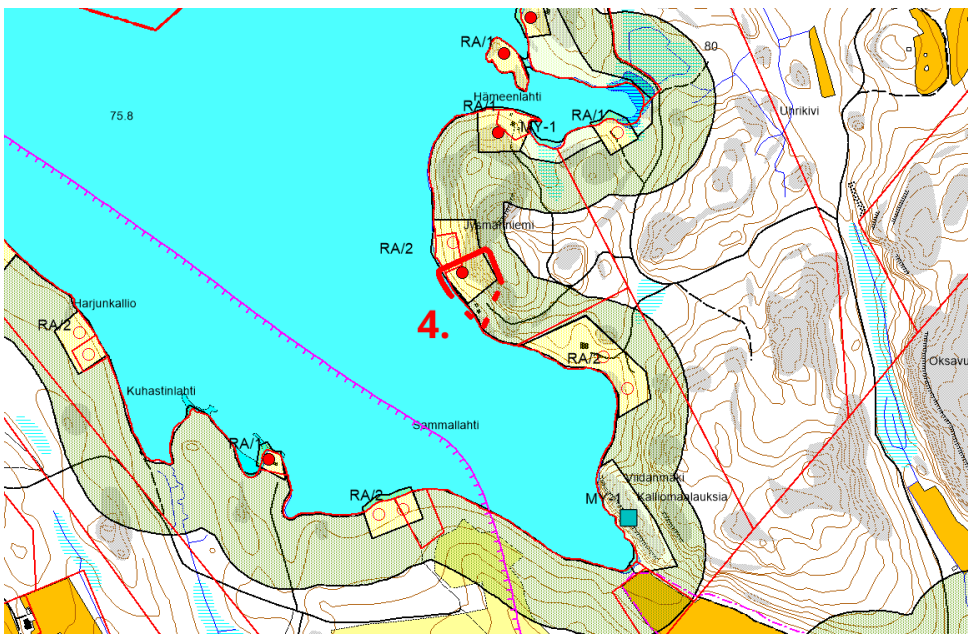 RA/1
80
Hämeenlahti
75.8
RA/1
MY-1
RA/1
Uhrikivi
Jysmänniemi
RA/2
Harjunkallio
4.
RA/2
RA/2
Oksavu
Kuhastinlahti
Sammallahti
RA/1
Viidanmäki
RA/2
MY-1
Kalliomaalauksia